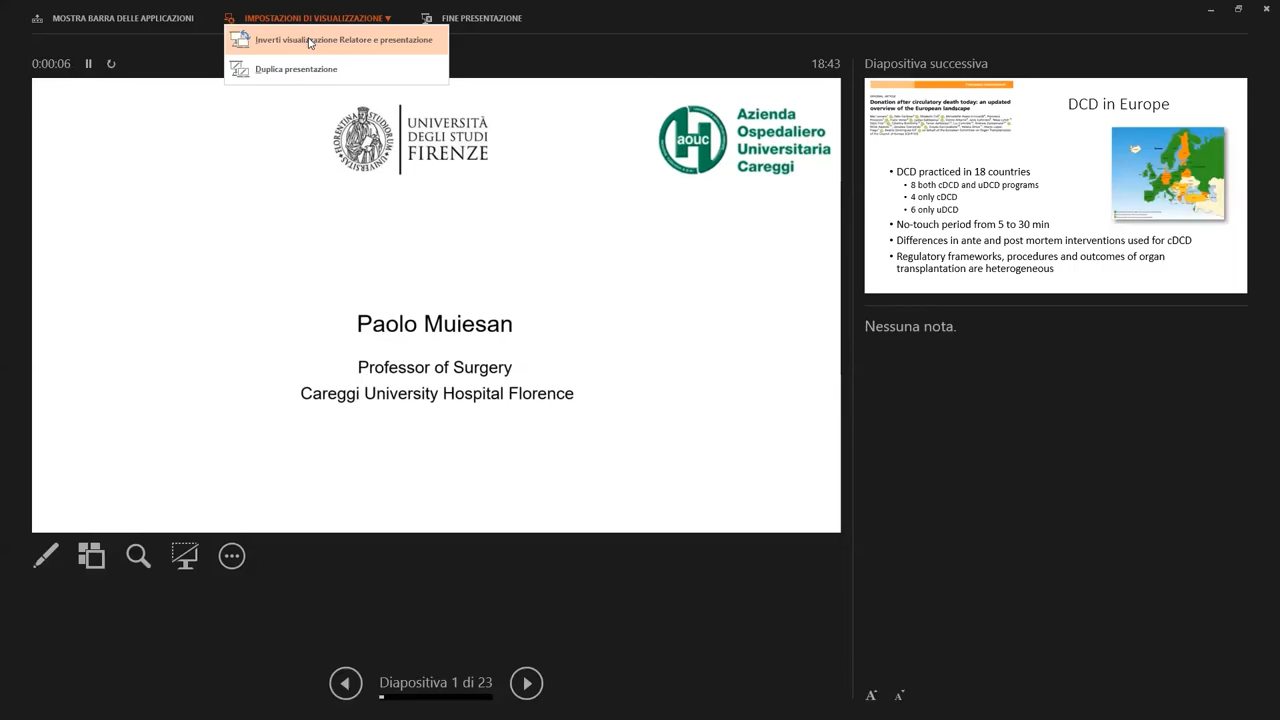 MOSTRA BARRA DELLE APPLICAZIONI
IMPOSTAZIONI DI VISUALIZZAZIONE ▼
FINE PRESENTAZIONE
Inverti visualizzazione Relatore e presentazione
Duplica presentazione
0:00:06
18:43
UNIVERSITÀ
DEGLI STUDI
FIRENZE
aouc
Azienda
Ospedaliero
Universitaria
Careggi
Paolo Muiesan
Professor of Surgery
Careggi University Hospital Florence
Diapositiva 1 di 23
Diapositiva successiva
ORIGINAL ARTICLE
Donation after circulatory death today: an updated
overview of the European landscape
DCD in Europe
• DCD practiced in 18 countries
• 8 both cDCD and uDCD programs
• 4 only cDCD
• 6 only uDCD
• No-touch period from 5 to 30 min
• Differences in ante and post mortem interventions used for cDCD
• Regulatory frameworks, procedures and outcomes of organ
transplantation are heterogeneous
Nessuna nota.
A
A